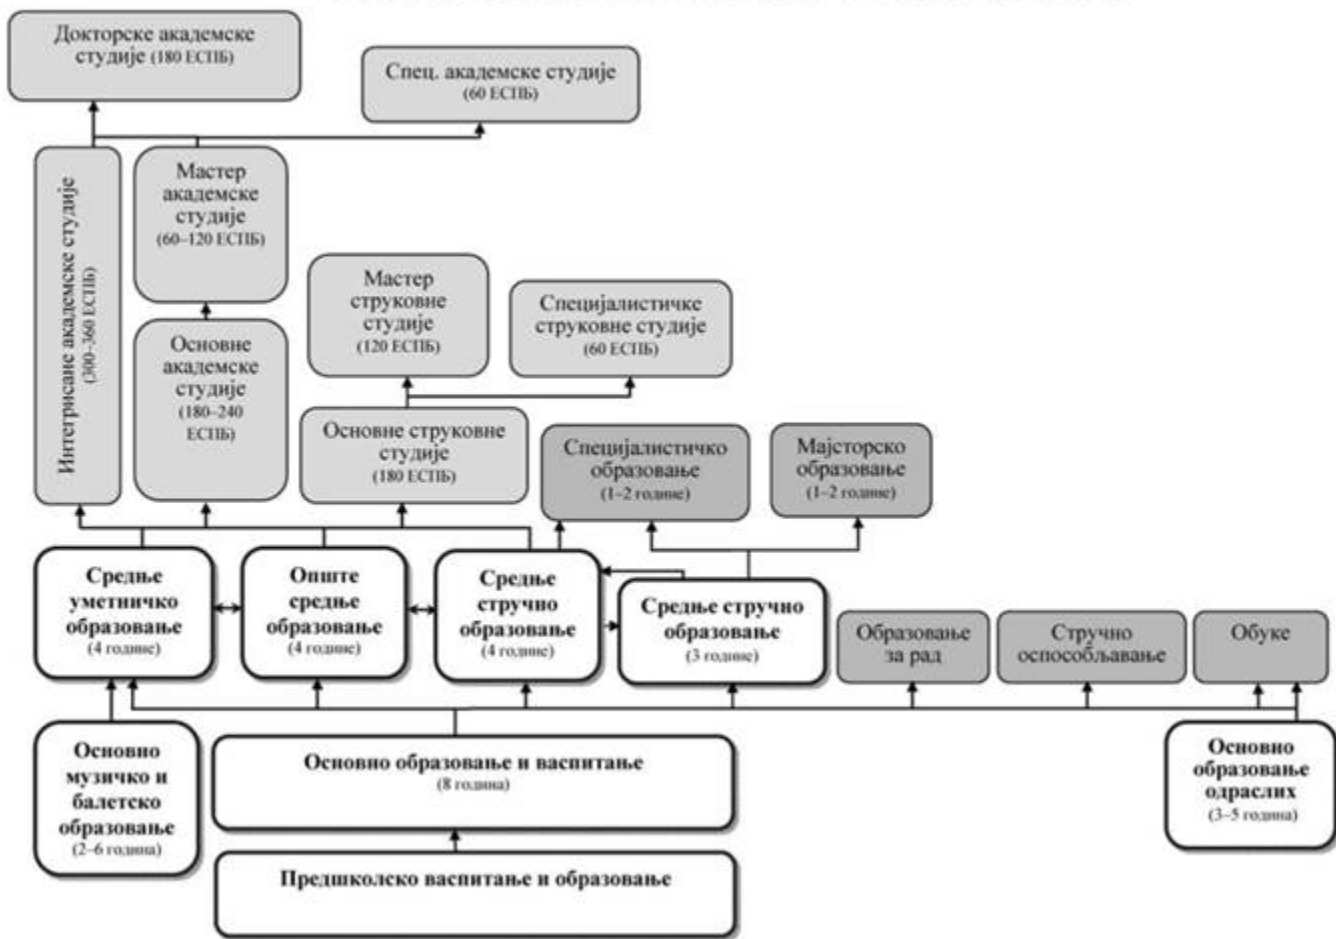 Докторске академске
студије (180 ЕСПБ)
Спец. академске студије
(60 ЕСПБ)
Интегрисане академске студије
(300–360 ЕСПБ)
Мастер
академске
студије
(60–120 ЕСПБ)
Основне
академске
студије
(180–240
ЕСПБ)
Мастер
струковне
студије
(120 ЕСПБ)
Специјалистичке
струковне студије
(60 ЕСПБ)
Основне струковне
студије
(180 ЕСПБ)
Специјалистичко
образовање
(1–2 године)
Мајсторско
образовање
(1–2 године)
Средње
уметничко
образовање
(4 године)
Опште
средње
образовање
(4 године)
Средње
стручно
образовање
(4 године)
Средње стручно
образовање
(3 године)
Образовање
за рад
Стручно
оспособљавање
Обуке
Основно
музичко и
балетско
образовање
(2–6 година)
Основно образовање и васпитање
(8 година)
Основно
образовање
одраслих
(3–5 година)
Предшколско васпитање и образовање